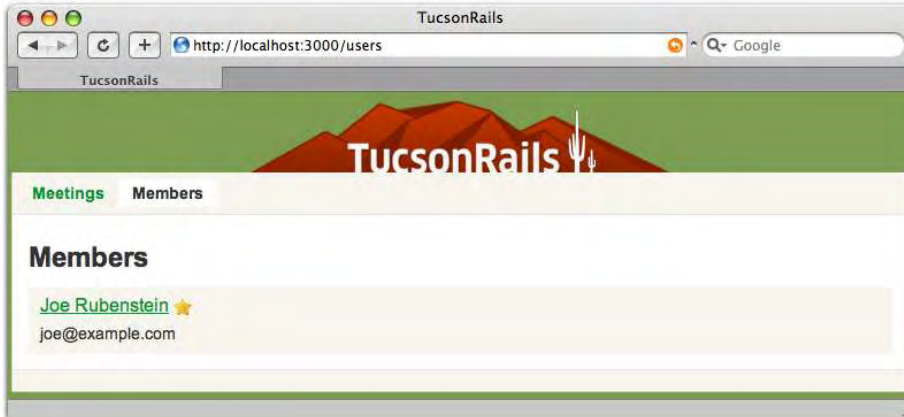 TucsonRails
http://localhost:3000/users
Google
TucsonRails
TucsonRails
Meetings Members
Members
Joe Rubenstein
joe@example.com